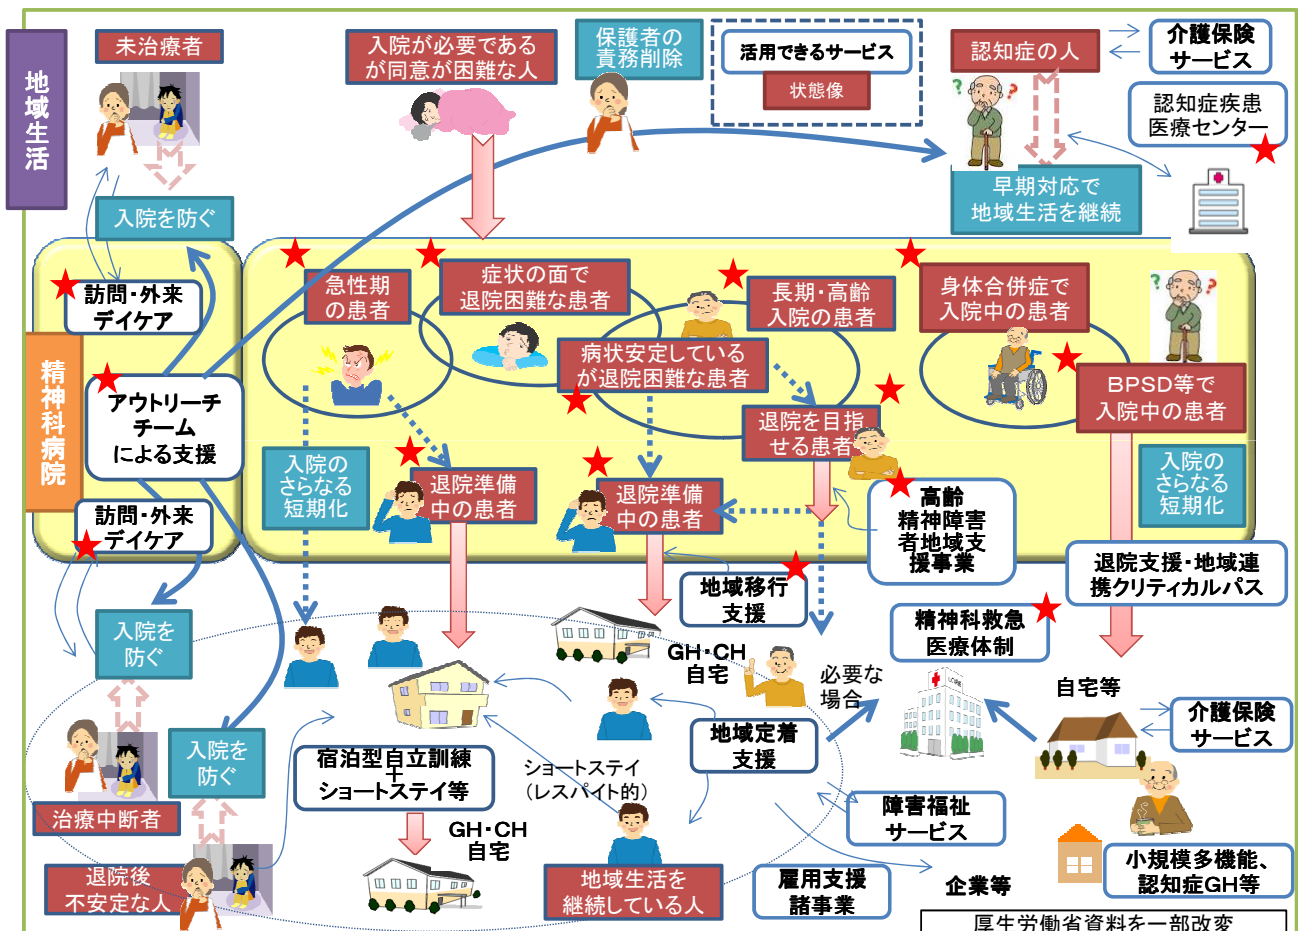 地域生活
未治療者
入院が必要である
が同意が困難な人
保護者の
責務削除
活用できるサービス
状態像
認知症の人
介護保険
サービス
認知症疾患
医療センター
入院を防ぐ
早期対応で
地域生活を継続
精神科病院
訪問・外来
デイケア
急性期
の患者
症状の面で
退院困難な患者
長期・高齢
入院の患者
身体合併症で
入院中の患者
病状安定している
が退院困難な患者
アウトリーチ
チーム
による支援
BPSD等で
入院中の患者
退院を目指
せる患者
入院の
さらなる
短期化
退院準備
中の患者
退院準備
中の患者
高齢
精神障害
者地域支
援事業
入院の
さらなる
短期化
訪問・外来
デイケア
退院支援・地域連
携クリティカルパス
地域移行
支援
精神科救急
医療体制
入院を
防ぐ
GH・CH
自宅
必要な
場合
自宅等
介護保険
サービス
入院を
防ぐ
地域定着
支援
宿泊型自立訓練
＋
ショートステイ等
ショートステイ
（レスパイト的）
治療中断者
障害福祉
サービス
GH・CH
自宅
退院後
不安定な人
地域生活を
継続している人
雇用支援
諸事業
企業等
小規模多機能、
認知症GH等
厚生労働省資料を一部改変